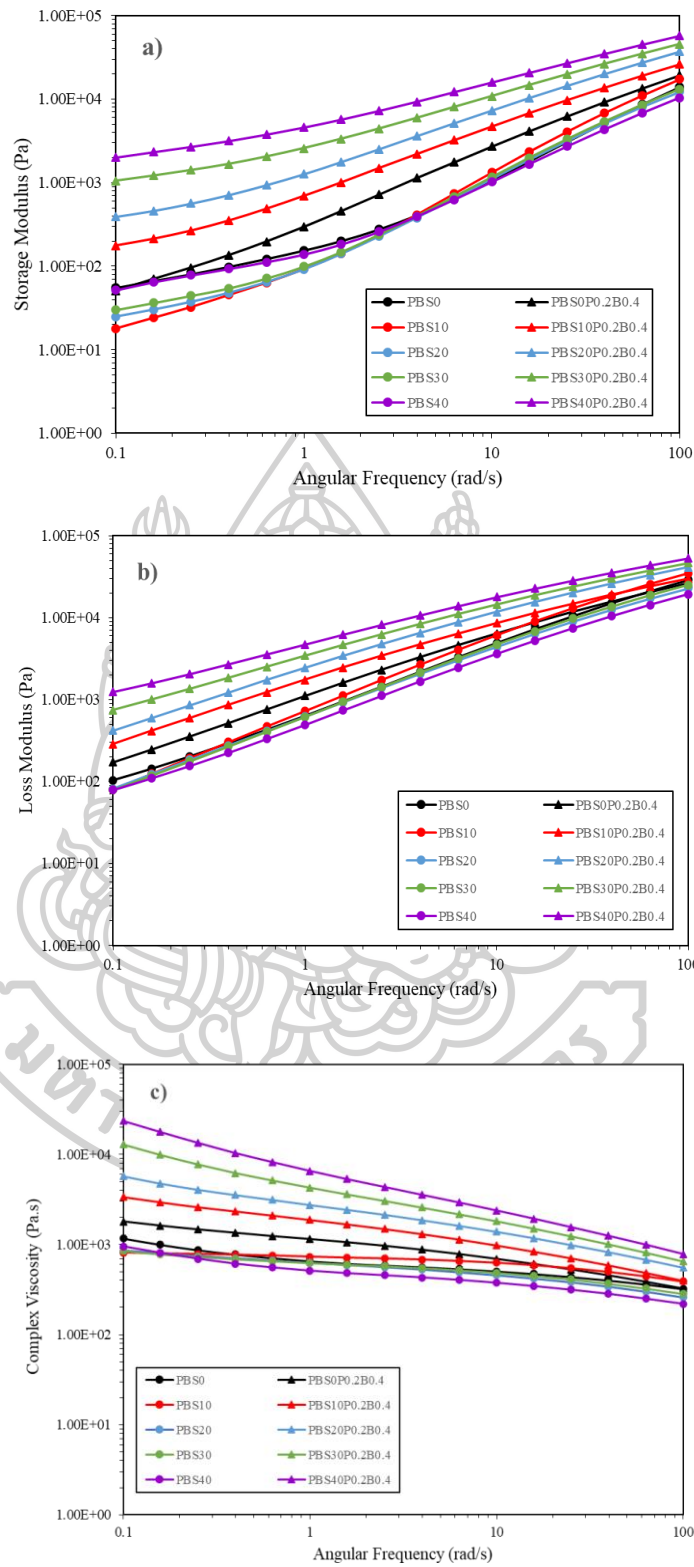 a)
1.00E+05
1.00E+04
1.00E+03
1.00E+02
1.00E+01
1.00E+00
Storage Modulus (Pa)
PBS0 PBS0P0.2B0.4
PBS10 PBS10P0.2B0.4
PBS20 PBS20P0.2B0.4
PBS30 PBS30P0.2B0.4
PBS40 PBS40P0.2B0.4
0.1 1 10 100
Angular Frequency (rad/s)
b)
1.00E+05
1.00E+04
1.00E+03
1.00E+02
1.00E+01
1.00E+00
Loss Modulus (Pa)
PBS0 PBS0P0.2B0.4
PBS10 PBS10P0.2B0.4
PBS20 PBS20P0.2B0.4
PBS30 PBS30P0.2B0.4
PBS40 PBS40P0.2B0.4
0.1 1 10 100
Angular Frequency (rad/s)
c)
1.00E+05
1.00E+04
1.00E+03
1.00E+02
1.00E+01
1.00E+00
Complex Viscosity (Pa.s)
PBS0 PBS0P0.2B0.4
PBS10 PBS10P0.2B0.4
PBS20 PBS20P0.2B0.4
PBS30 PBS30P0.2B0.4
PBS40 PBS40P0.2B0.4
0.1 1 10 100
Angular Frequency (rad/s)